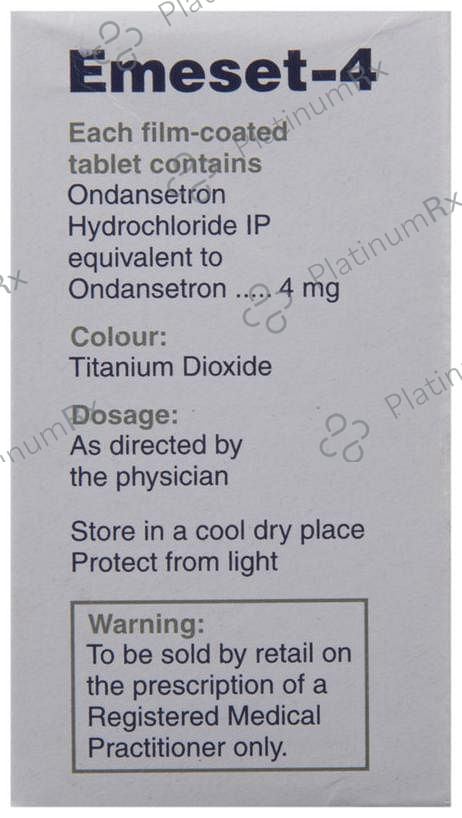 Emeset-4
Each film-coated
tablet contains
Ondansetron
Hydrochloride IP
equivalent to
Ondansetron ..... 4 mg
Colour:
Titanium Dioxide
Dosage:
As directed by
the physician
Store in a cool dry place
Protect from light
Warning:
To be sold by retail on
the prescription of a
Registered Medical
Practitioner only.
PlatinumRx
PlatinumRx